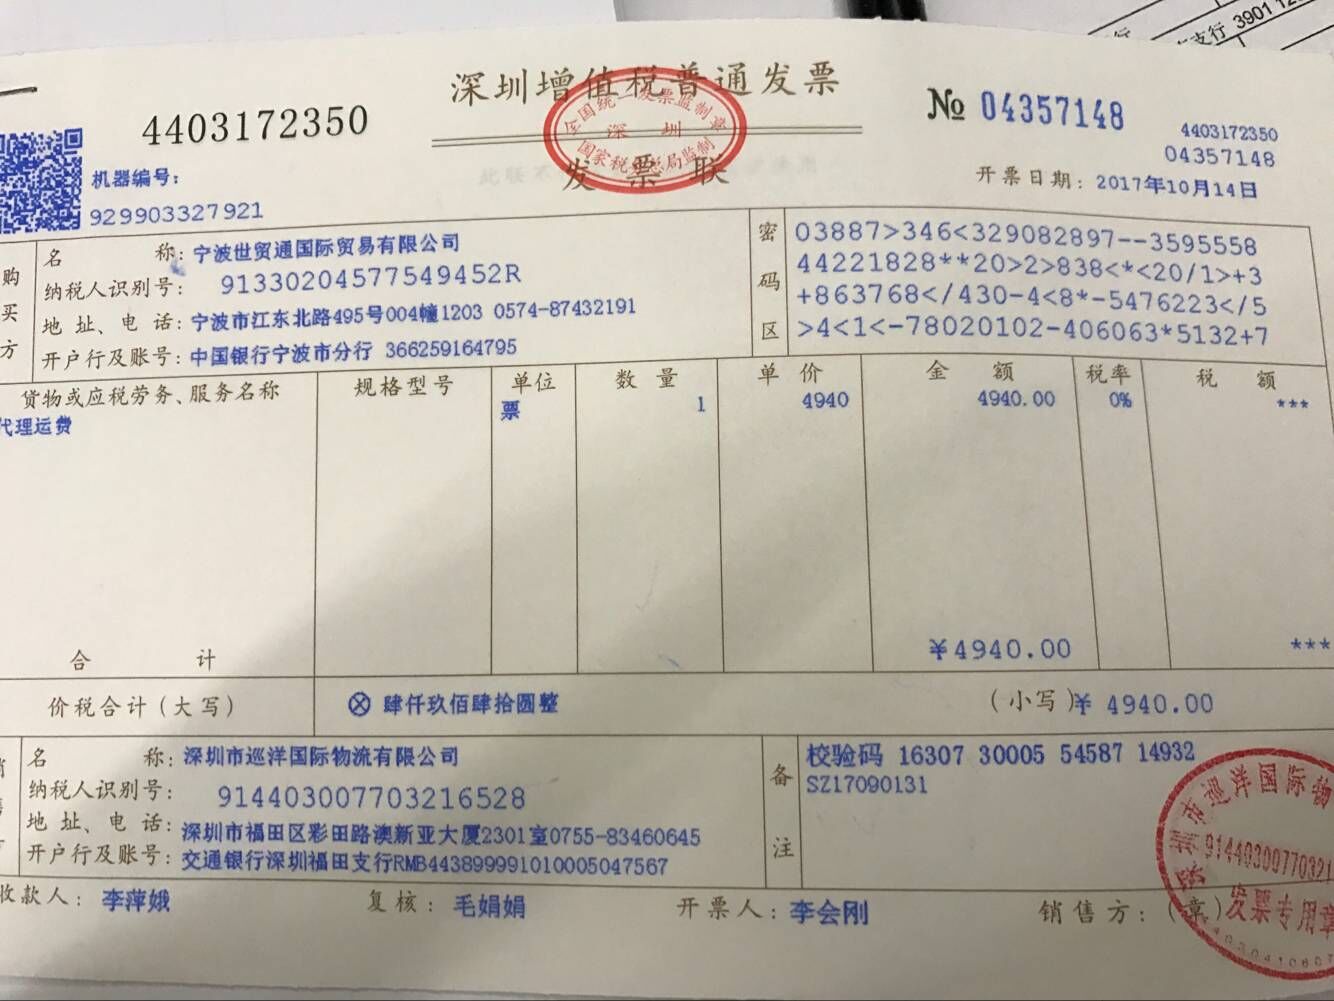 支行 3901
深圳增值税普通发票
4403172350
全国统一发票监制章
深 圳
国家税务总局监制
发 票 联
№ 04357148
4403172350
04357148
机器编号:
929903327921
开票日期: 2017年10月14日
购买方
名 称: 宁波世贸通国际贸易有限公司
纳税人识别号: 91330204577549452R
地 址、电 话: 宁波市江东北路495号004幢1203 0574-87432191
开户行及账号: 中国银行宁波市分行 366259164795
密码区
03887>346<329082897--3595558
44221828**20>2>838<*<20/1>+3
+863768</430-4<8*-5476223</5
>4<1<-78020102-406063*5132+7
货物或应税劳务、服务名称 规格型号 单位 数 量 单 价 金 额 税率 税 额
代理运费 票 1 4940 4940.00 0% ***
合 计 ¥4940.00 ***
价税合计(大写) ⊗ 肆仟玖佰肆拾圆整 (小写)¥ 4940.00
名 称: 深圳市巡洋国际物流有限公司
纳税人识别号: 914403007703216528
地 址、电 话: 深圳市福田区彩田路澳新亚大厦2301室0755-83460645
开户行及账号: 交通银行深圳福田支行RMB443899991010005047567
备注
校验码 16307 30005 54587 14932
SZ17090131
收款人: 李萍娥 复核: 毛娟娟 开票人: 李会刚 销售方:(章)
深圳市巡洋国际物
91440300770321
发票专用章